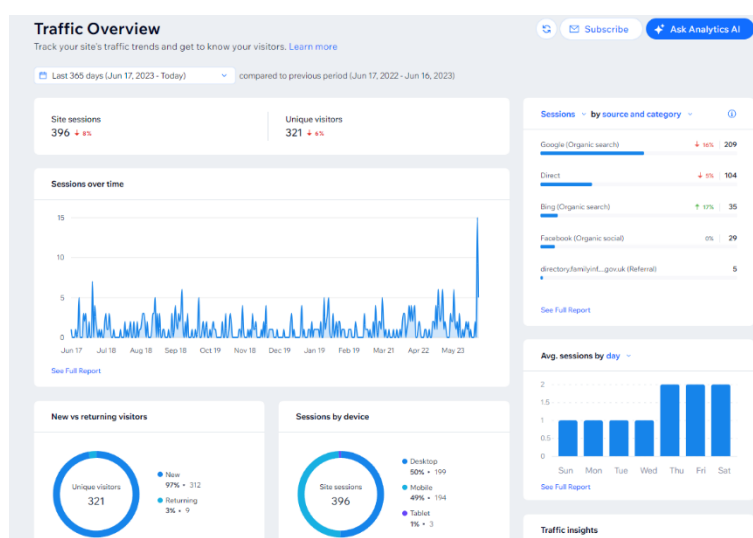 Traffic Overview
Track your site's traffic trends and get to know your visitors. Learn more
Subscribe
Ask Analytics AI
Last 365 days (Jun 17, 2023 - Today)
compared to previous period (Jun 17, 2022 - Jun 16, 2023)
Site sessions
396 8%
Unique visitors
321 6%
Sessions over time
15
10
5
0
Jun 17 Jul 18 Aug 18 Sep 18 Oct 19 Nov 18 Dec 19 Jan 19 Feb 19 Mar 21 Apr 22 May 23
See Full Report
New vs returning visitors
Unique visitors
321
New
97% • 312
Returning
3% • 9
Sessions by device
Site sessions
396
Desktop
50% • 199
Mobile
49% • 194
Tablet
1% • 3
Sessions by source and category
Google (Organic search) 16% 209
Direct 5% 104
Bing (Organic search) 17% 35
Facebook (Organic social) 0% 29
directory.familyinf....gov.uk (Referral) 5
See Full Report
Avg. sessions by day
2
1.5
1
0.5
0
Sun Mon Tue Wed Thu Fri Sat
See Full Report
Traffic insights